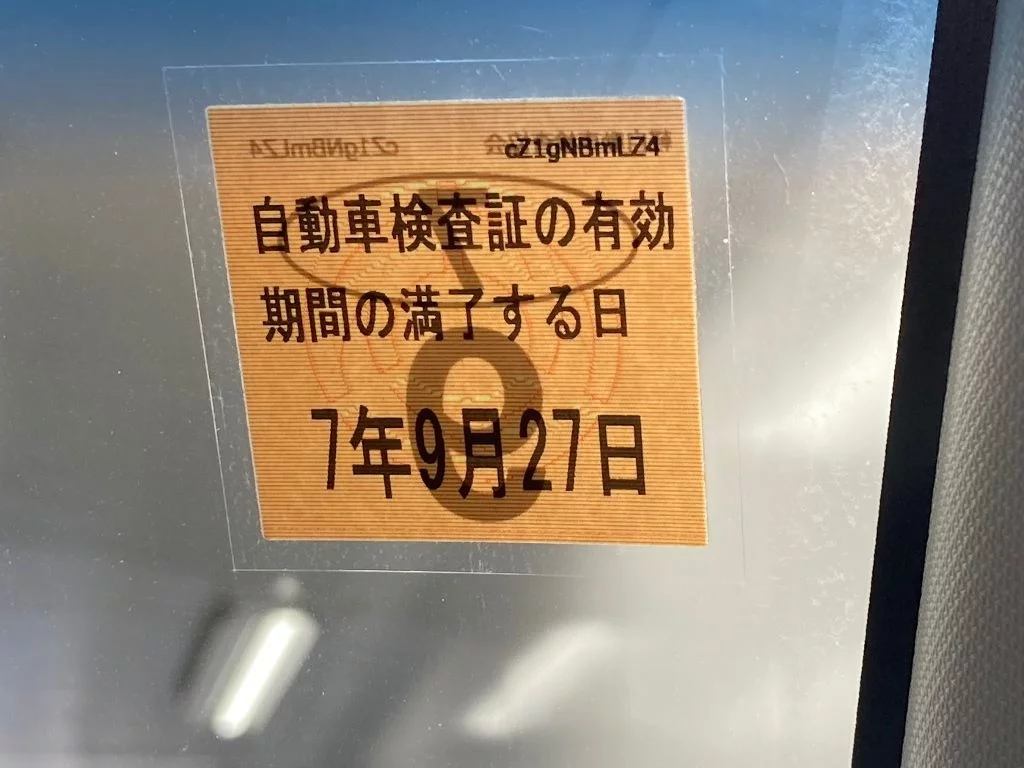 cZ1gNBmLZ4
自動車検査証の有効
期間の満了する日
7年9月27日